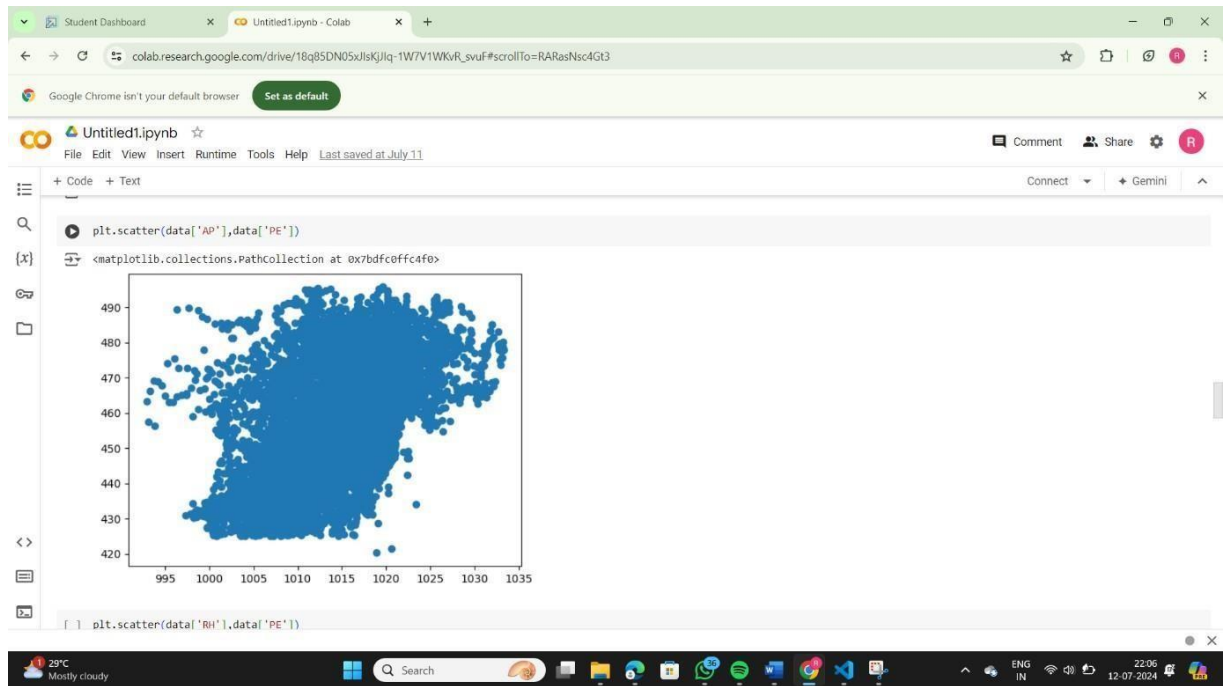 Student Dashboard
Untitled1.ipynb - Colab
colab.research.google.com/drive/18q85DN05xJIsKjJIq-1W7V1WKvR_svuF#scrollTo=RARasNsc4Gt3
Google Chrome isn't your default browser Set as default
CO Untitled1.ipynb
Comment Share R
File Edit View Insert Runtime Tools Help Last saved at July 11
+ Code + Text Connect Gemini
plt.scatter(data['AP'],data['PE'])
{x} <matplotlib.collections.PathCollection at 0x7bdfc0ffc4f0>
490
480
470
460
450
440
430
420
995 1000 1005 1010 1015 1020 1025 1030 1035
[ ] plt.scatter(data['RH'],data['PE'])
1 29°C
Mostly cloudy
Search
36
ENG
IN
22:06
12-07-2024